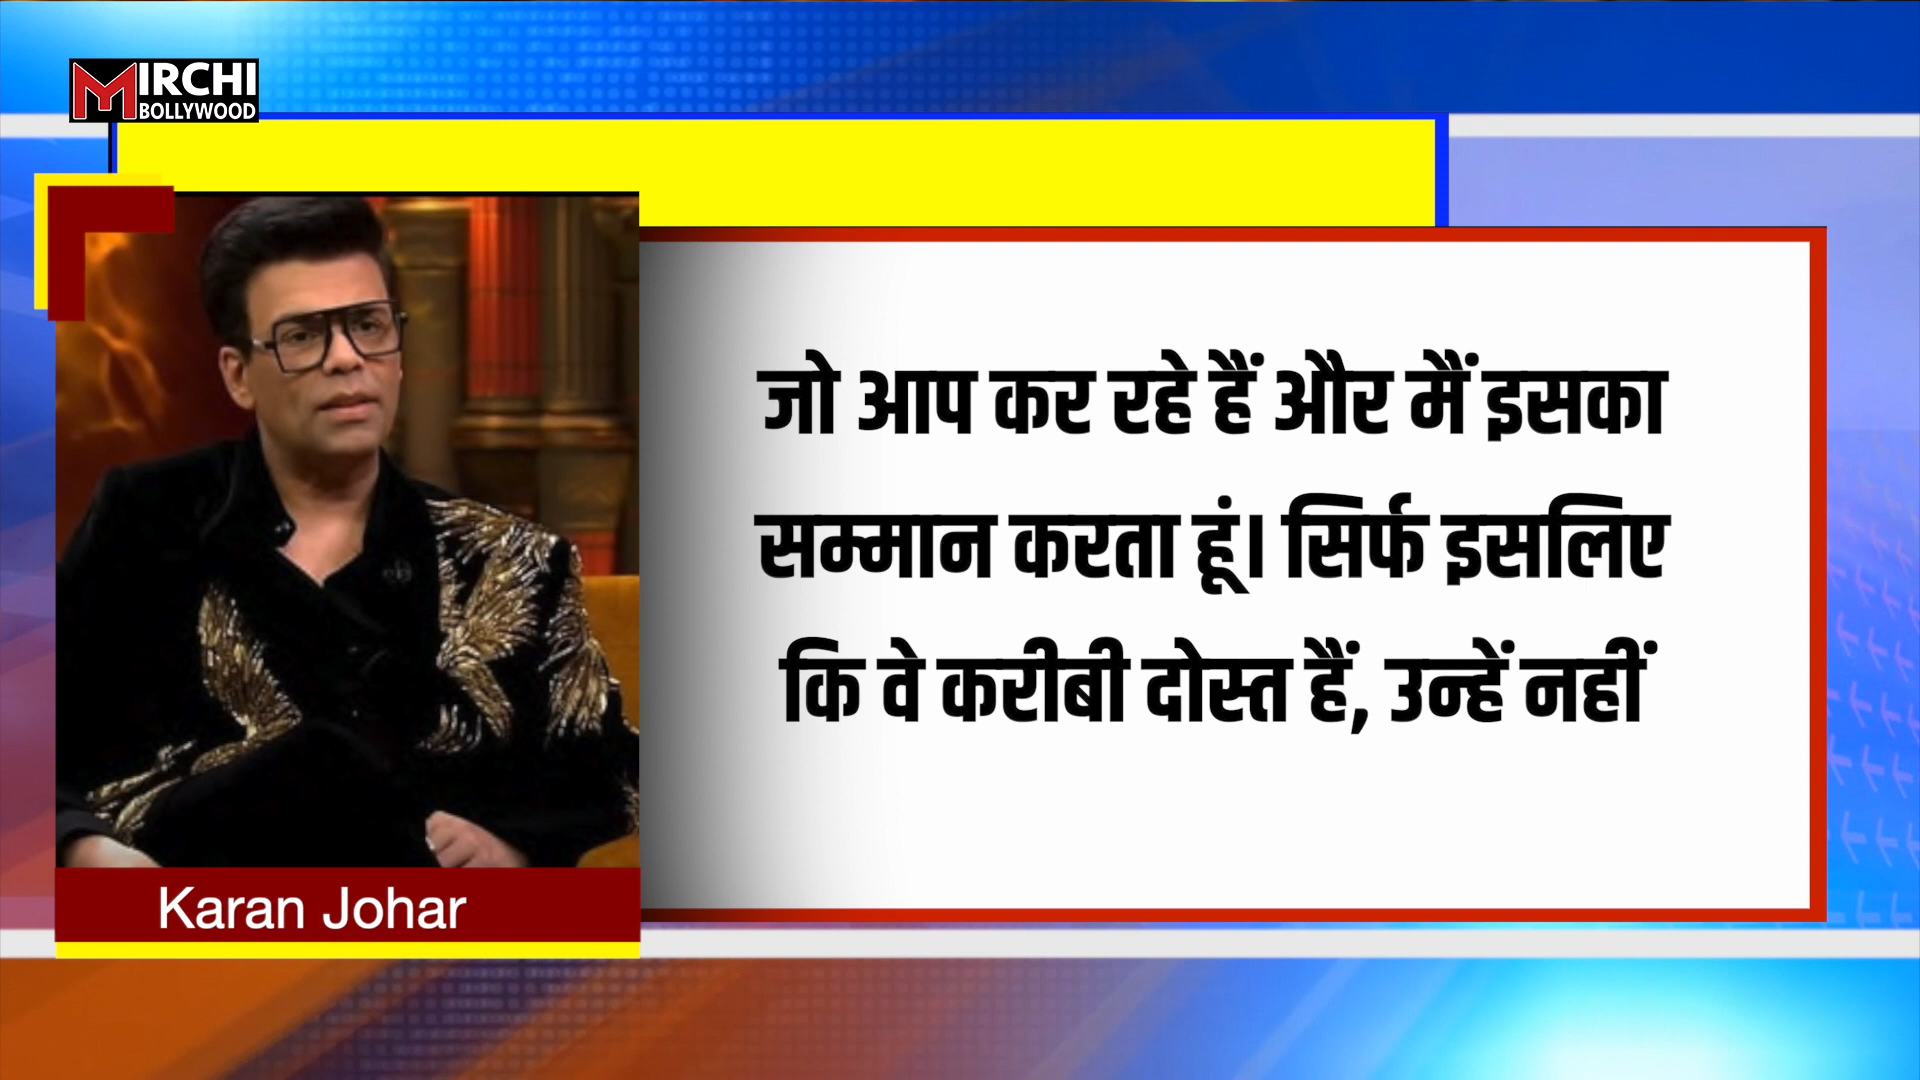 MIRCHI
BOLLYWOOD
जो आप कर रहे हैं और मैं इसका
सम्मान करता हूं। सिर्फ इसलिए
कि वे करीबी दोस्त हैं, उन्हें नहीं
Karan Johar